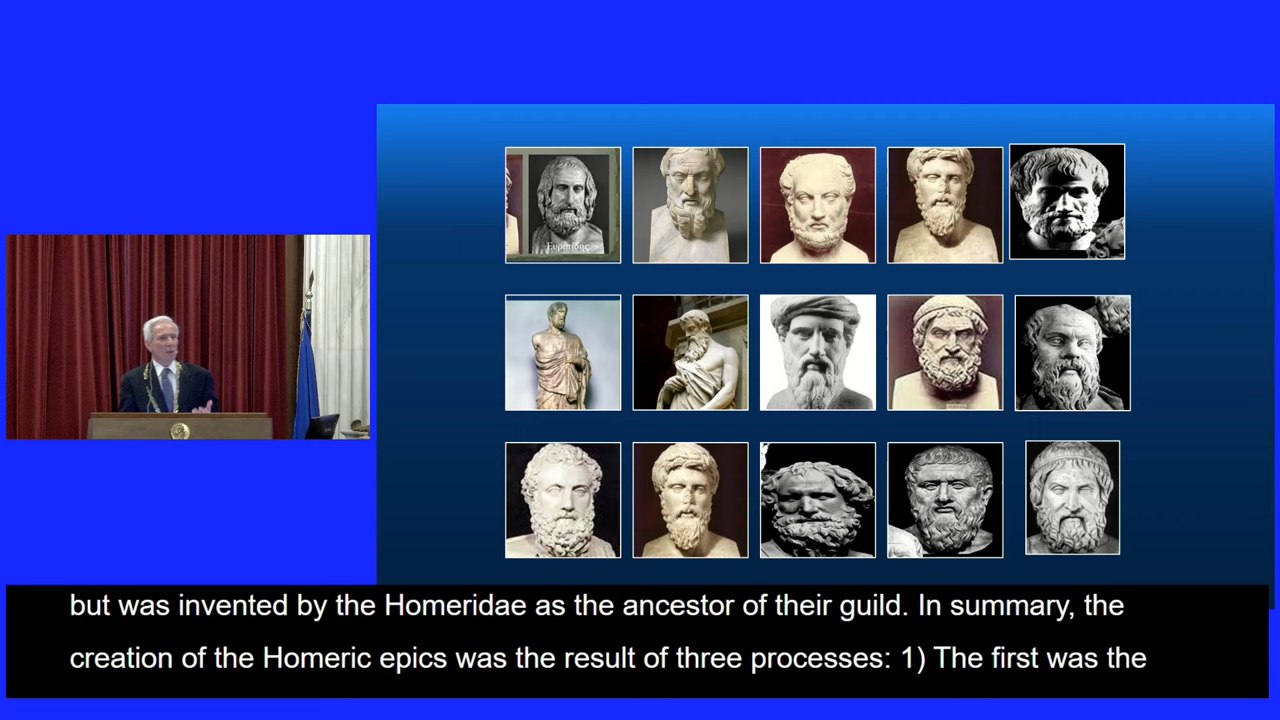 Ευριπίδης
but was invented by the Homeridae as the ancestor of their guild. In summary, the
creation of the Homeric epics was the result of three processes: 1) The first was the